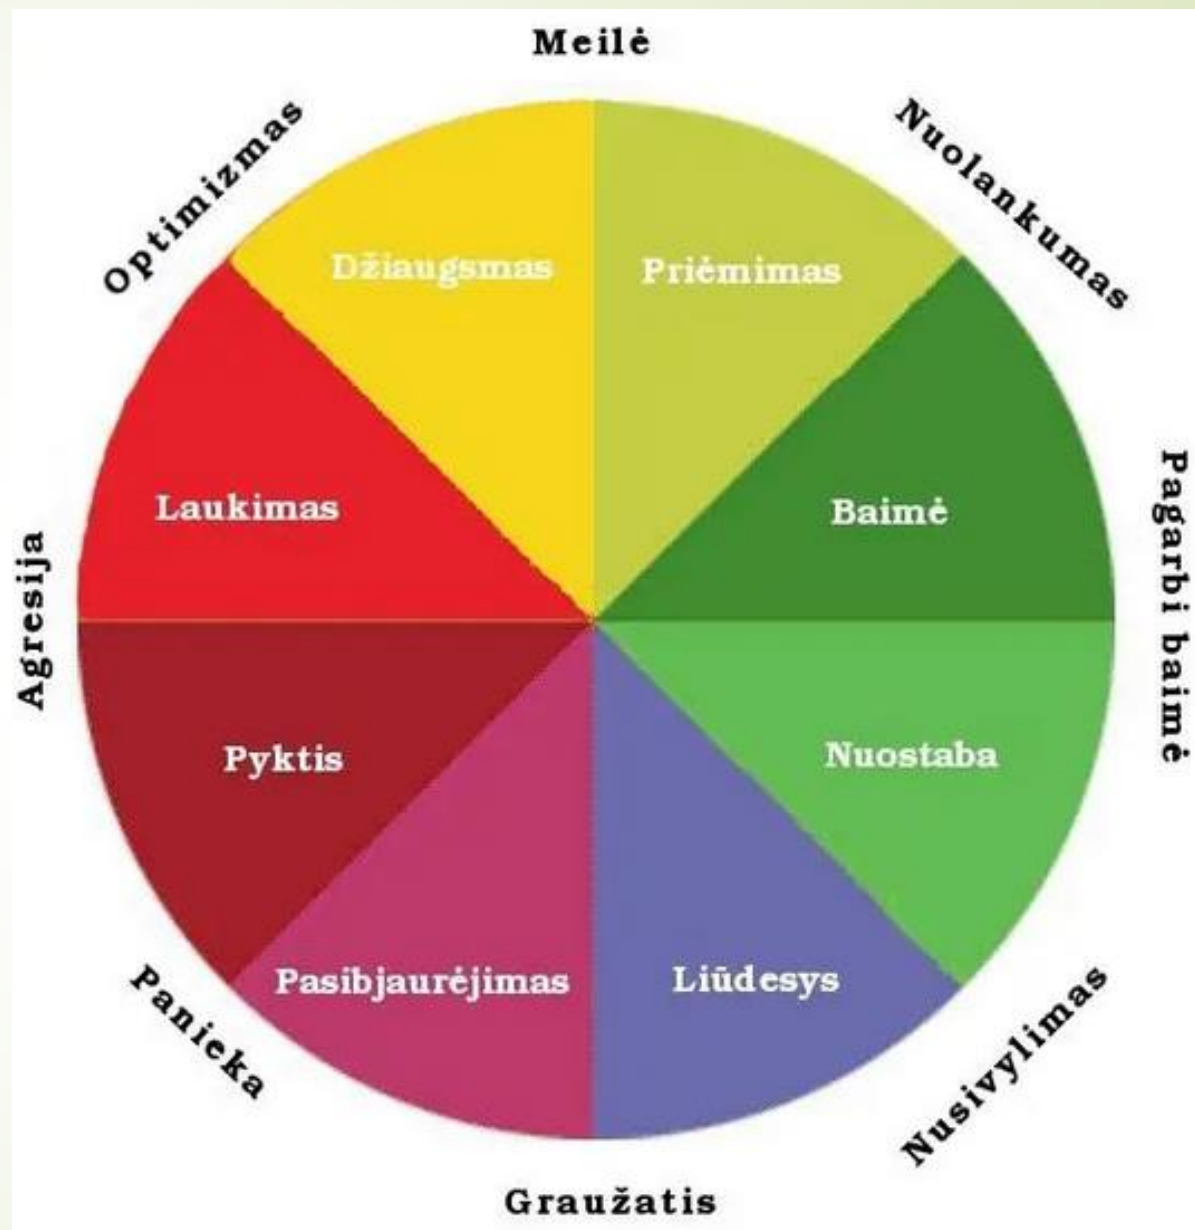 Meilė
Optimizmas
Nuolankumas
Džiaugsmas
Priėmimas
Laukimas
Baimė
Agresija
Pagarbi baimė
Pyktis
Nuostaba
Pasibjaurėjimas
Liūdesys
Panieka
Nusivylimas
Graužatis